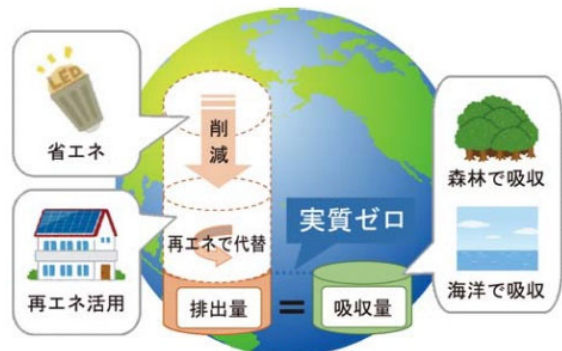 LED
省エネ
削
減
再エネで代替
再エネ活用
実質ゼロ
排出量
=
吸収量
森林で吸収
海洋で吸収